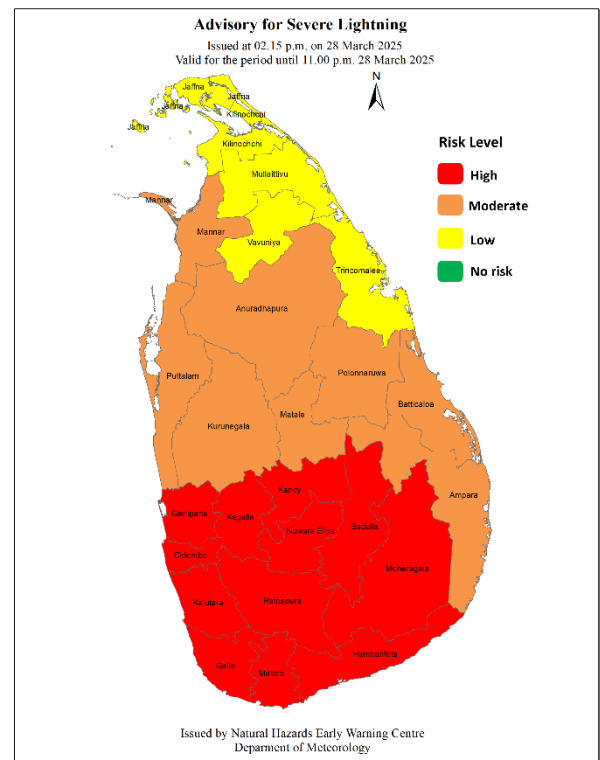 Advisory for Severe Lightning
Issued at 02.15 p.m. on 28 March 2025
Valid for the period until 11.00 p.m. 28 March 2025
N
Jaffna
Jaffna
Jaffna
Kilinochchi
Jaffna
Kilinochchi
Risk Level
High
Mullaittivu
Mannar
Moderate
Mannar
Vavuniya
Low
Trincomalee
No risk
Anuradhapura
Puttalam
Polonnaruwa
Batticaloa
Matale
Kurunegala
Kandy
Ampara
Gampaha
Kegalle
Badulla
Nuwara Eliya
Colombo
Moneragala
Kalutara
Ratnapura
Hambantota
Galle
Matara
Issued by Natural Hazards Early Warning Centre
Deparment of Meteorology